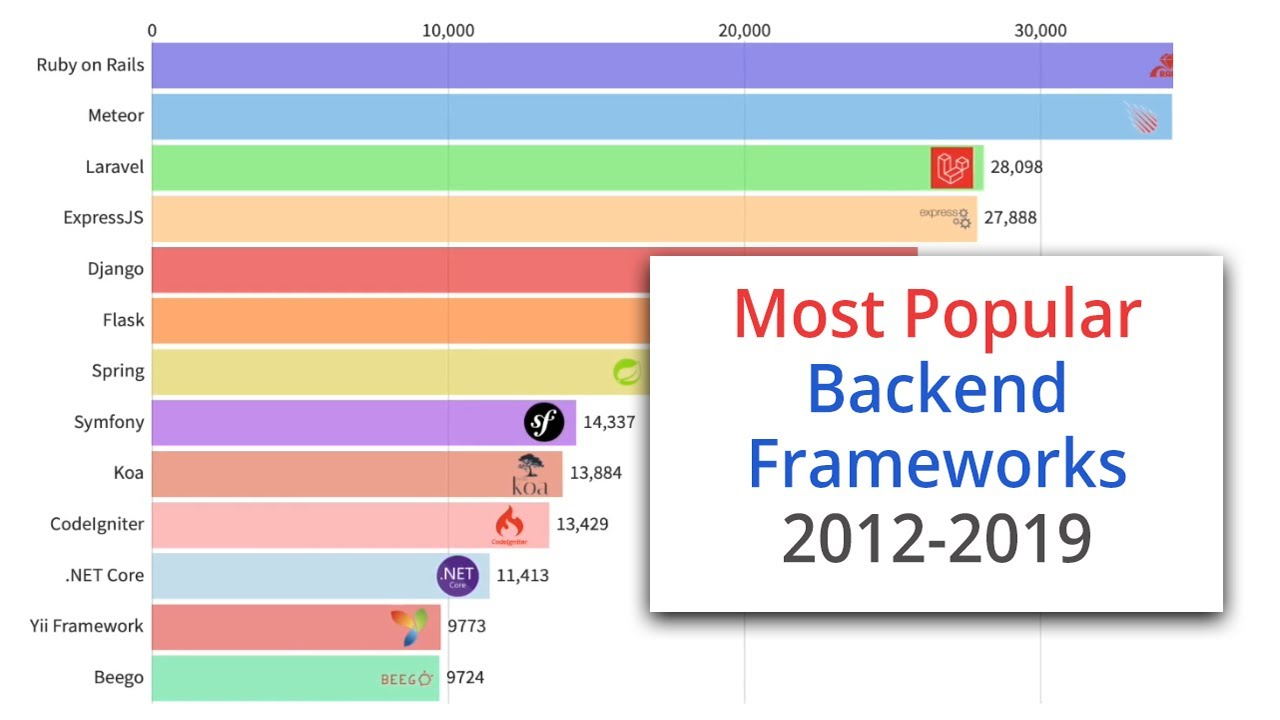 0 10,000 20,000 30,000
Ruby on Rails
Meteor
Laravel 28,098
ExpressJS express 27,888
Django
Flask
Spring
Symfony sf 14,337
Koa koa 13,884
CodeIgniter CodeIgniter 13,429
.NET Core .NET Core 11,413
Yii Framework 9773
Beego BEEGO 9724
Most Popular
Backend
Frameworks
2012-2019